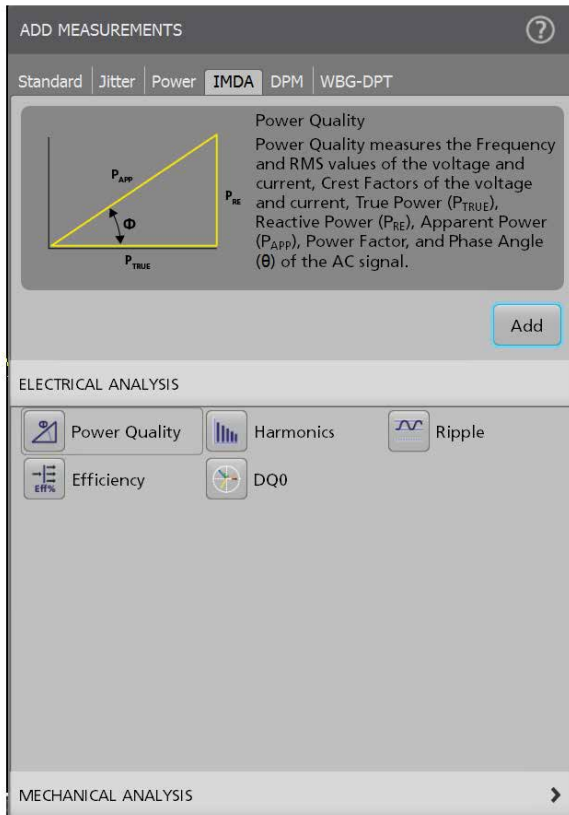 ADD MEASUREMENTS
?
Standard Jitter Power IMDA DPM WBG-DPT
Power Quality
Power Quality measures the Frequency
and RMS values of the voltage and
current, Crest Factors of the voltage
and current, True Power (PTRUE),
Reactive Power (PRE), Apparent Power
(PAPP), Power Factor, and Phase Angle
(θ) of the AC signal.
PAPP
PRE
Φ
PTRUE
Add
ELECTRICAL ANALYSIS
Φ Power Quality
Harmonics
Ripple
Eff% Efficiency
DQ0
MECHANICAL ANALYSIS